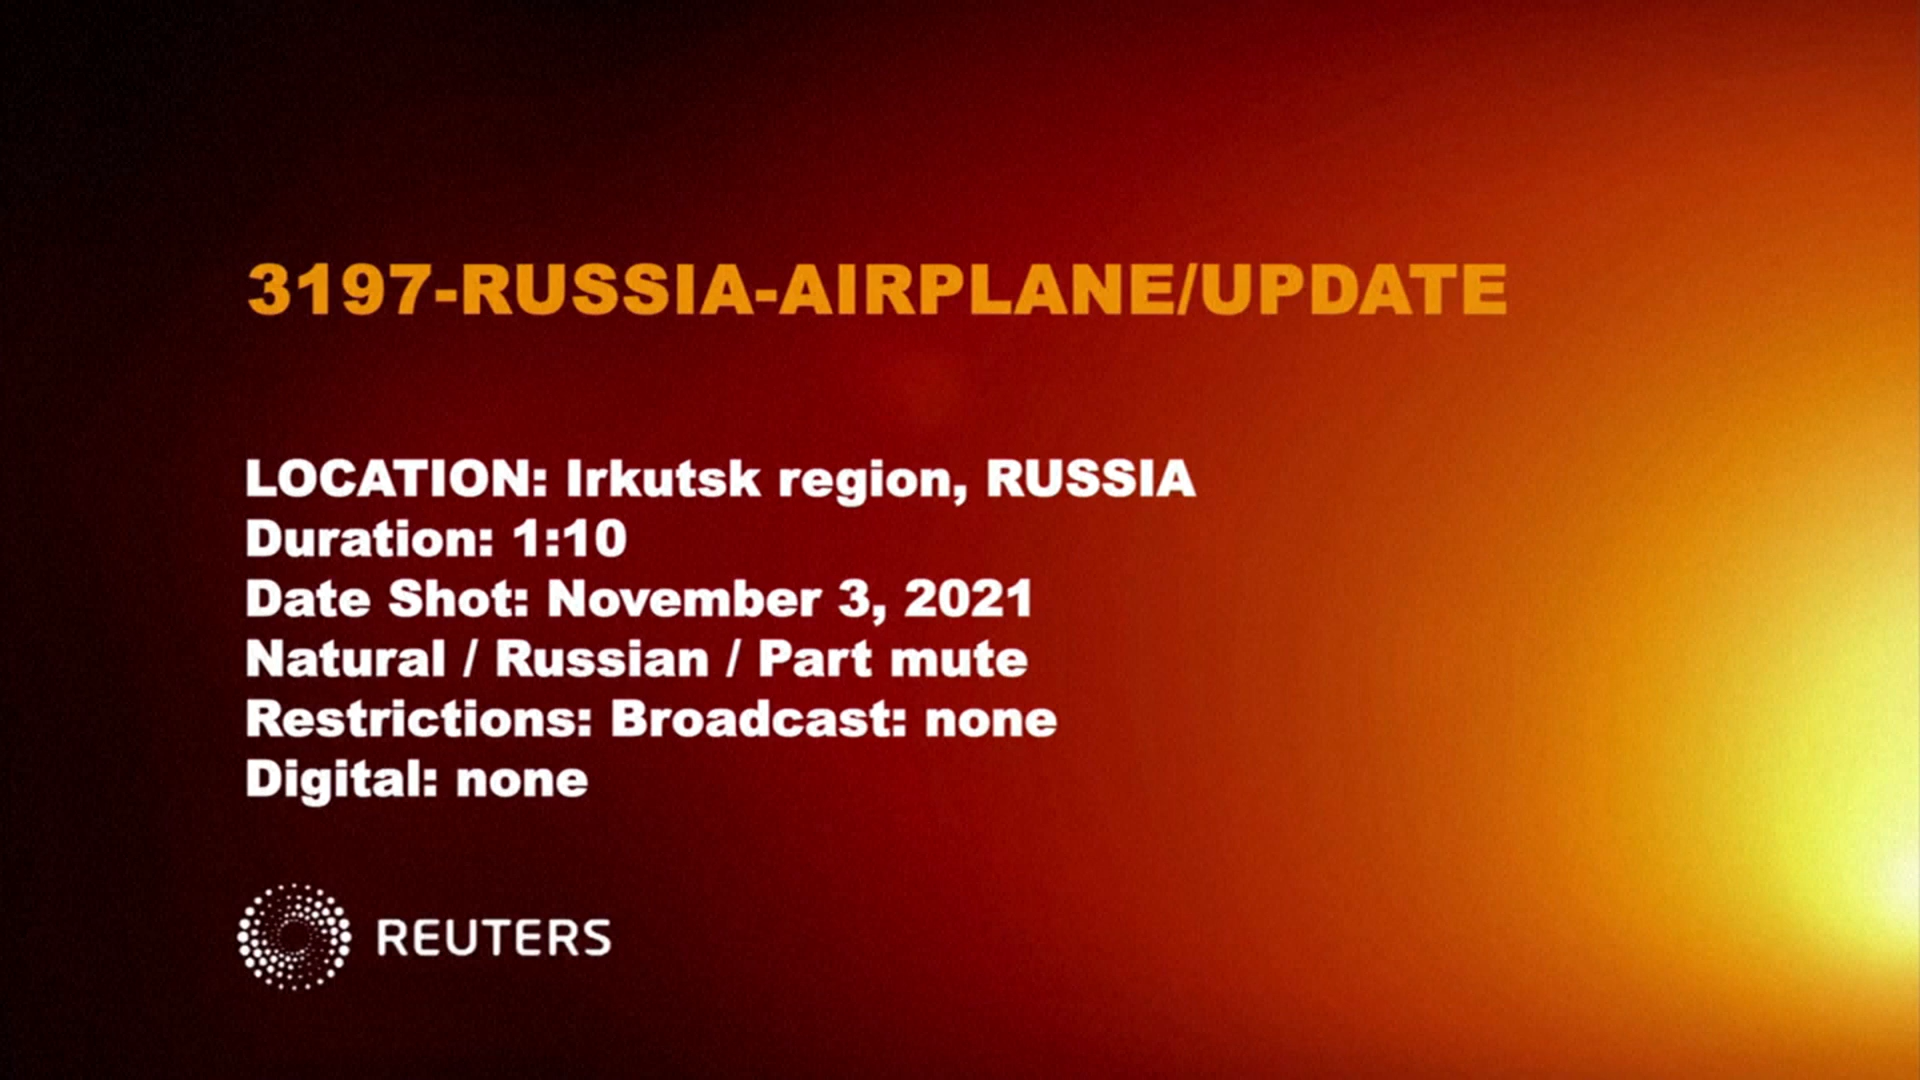 3197-RUSSIA-AIRPLANE/UPDATE
LOCATION: Irkutsk region, RUSSIA
Duration: 1:10
Date Shot: November 3, 2021
Natural / Russian / Part mute
Restrictions: Broadcast: none
Digital: none
REUTERS